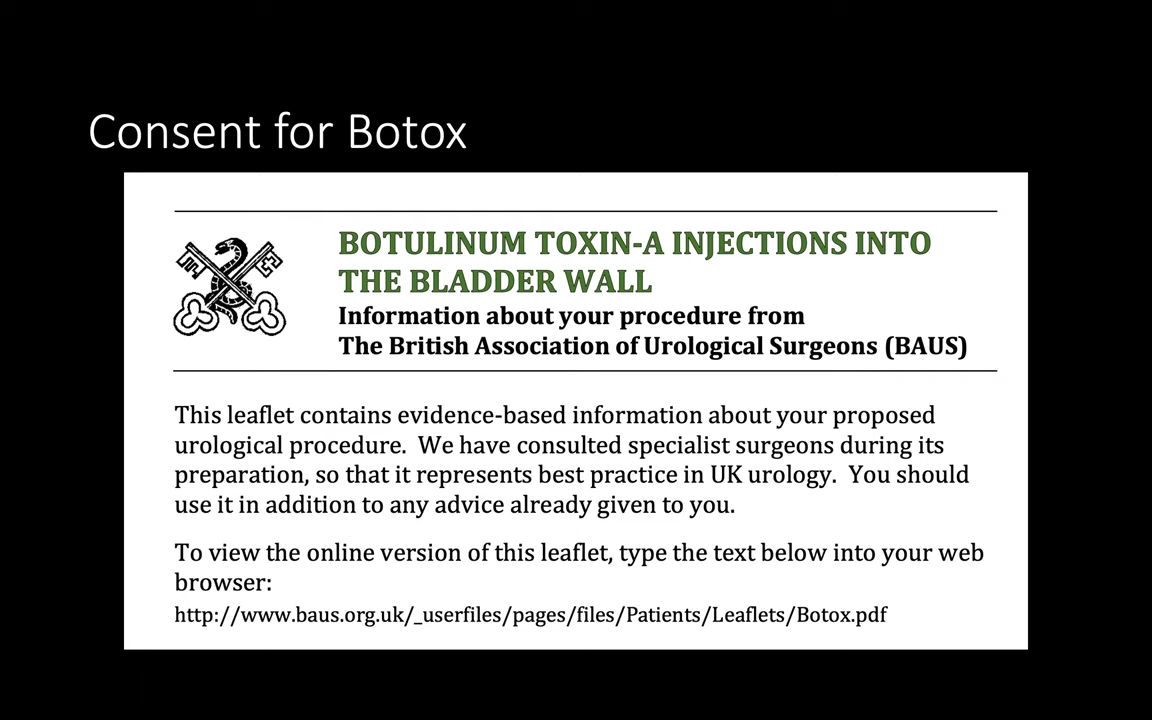 Consent for Botox
BOTULINUM TOXIN-A INJECTIONS INTO
THE BLADDER WALL
Information about your procedure from
The British Association of Urological Surgeons (BAUS)
This leaflet contains evidence-based information about your proposed
urological procedure.  We have consulted specialist surgeons during its
preparation, so that it represents best practice in UK urology.  You should
use it in addition to any advice already given to you.
To view the online version of this leaflet, type the text below into your web
browser:
http://www.baus.org.uk/_userfiles/pages/files/Patients/Leaflets/Botox.pdf